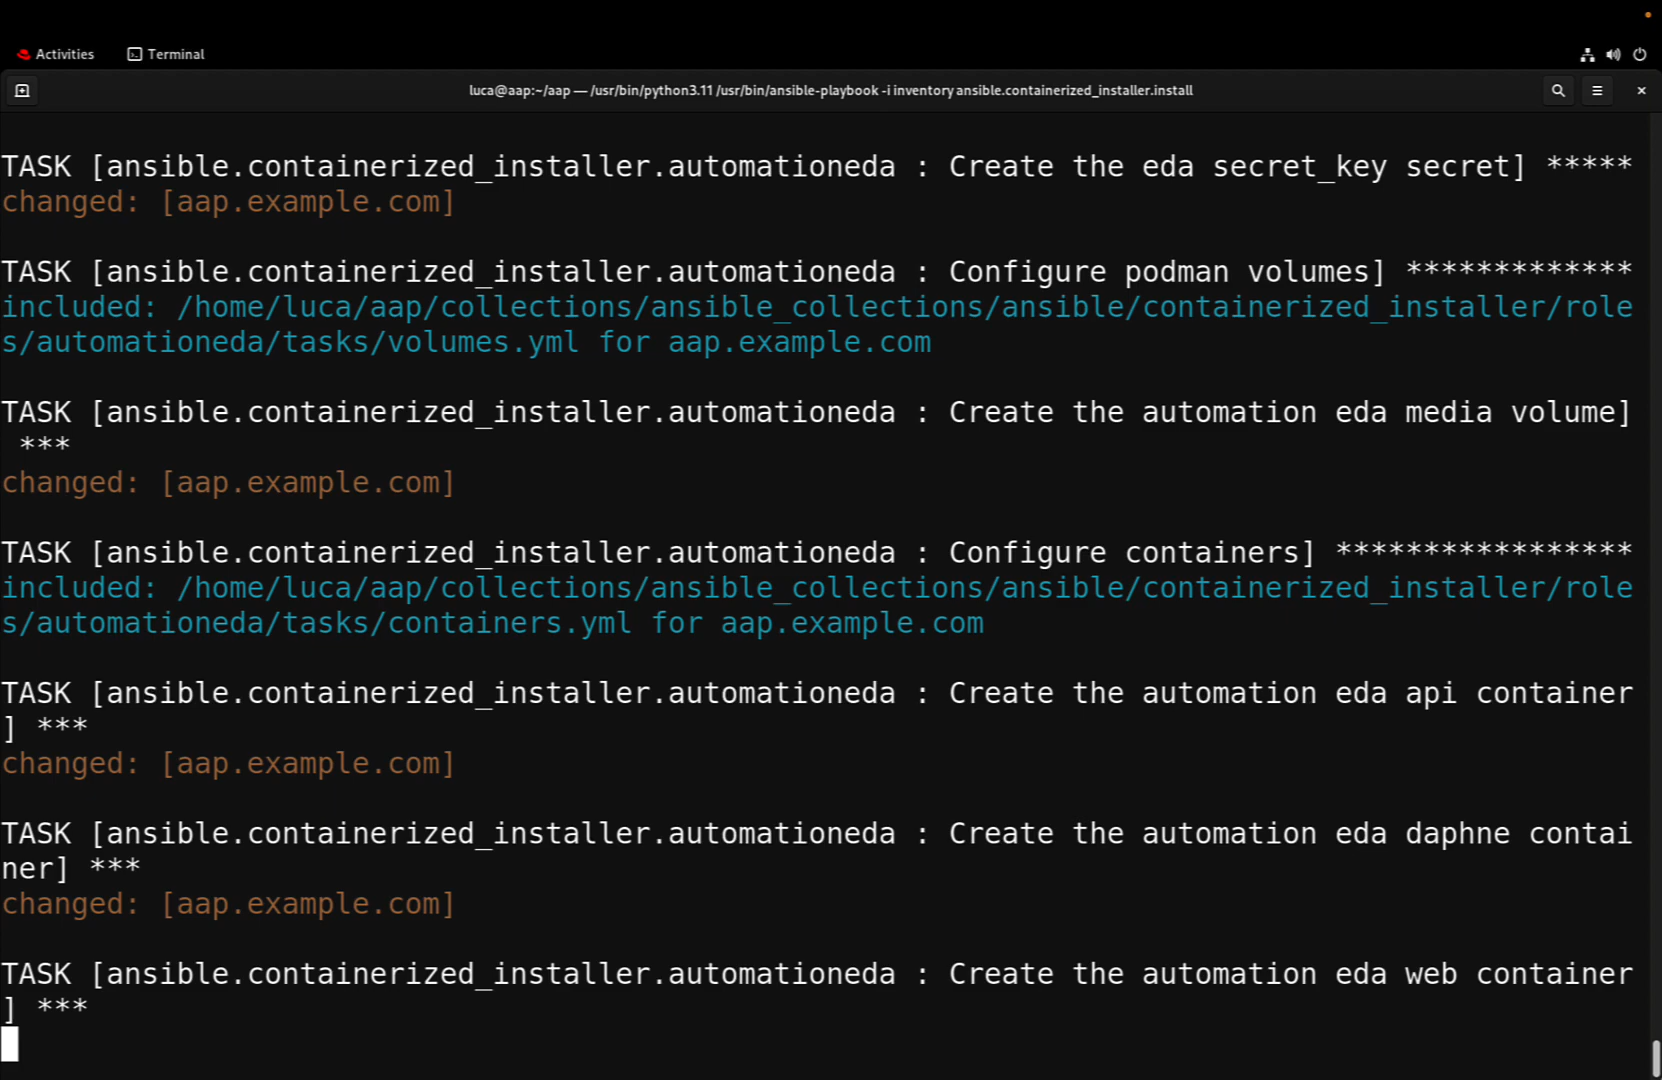 Activities Terminal
luca@aap:~/aap — /usr/bin/python3.11 /usr/bin/ansible-playbook -i inventory ansible.containerized_installer.install
TASK [ansible.containerized_installer.automationeda : Create the eda secret_key secret] *****
changed: [aap.example.com]
TASK [ansible.containerized_installer.automationeda : Configure podman volumes] *************
included: /home/luca/aap/collections/ansible_collections/ansible/containerized_installer/role
s/automationeda/tasks/volumes.yml for aap.example.com
TASK [ansible.containerized_installer.automationeda : Create the automation eda media volume]
 ***
changed: [aap.example.com]
TASK [ansible.containerized_installer.automationeda : Configure containers] *****************
included: /home/luca/aap/collections/ansible_collections/ansible/containerized_installer/role
s/automationeda/tasks/containers.yml for aap.example.com
TASK [ansible.containerized_installer.automationeda : Create the automation eda api container
] ***
changed: [aap.example.com]
TASK [ansible.containerized_installer.automationeda : Create the automation eda daphne contai
ner] ***
changed: [aap.example.com]
TASK [ansible.containerized_installer.automationeda : Create the automation eda web container
] ***